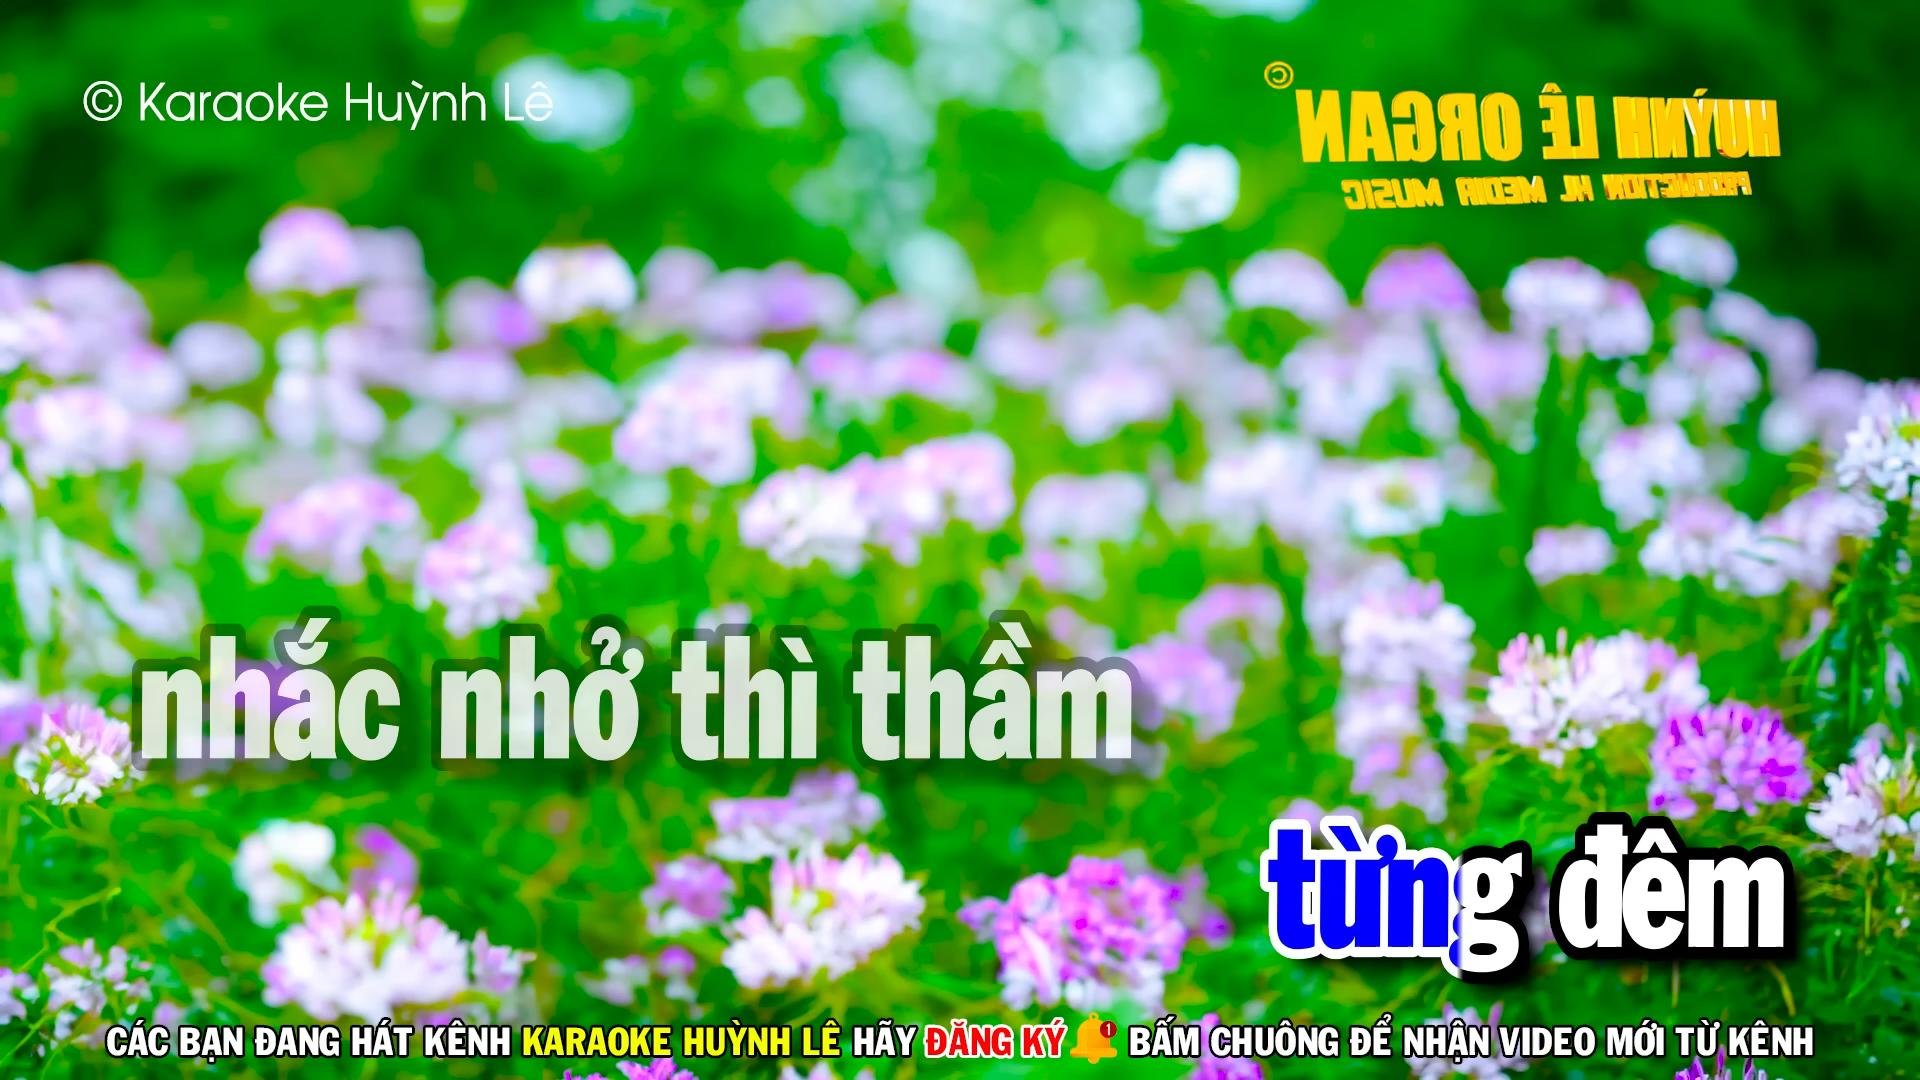 © Karaoke Huỳnh Lê
© HUỲNH LÊ ORGAN
PRODUCTION HL MEDIA MUSIC
nhắc nhở thì thầm
từng đêm
CÁC BẠN ĐANG HÁT KÊNH KARAOKE HUỲNH LÊ HÃY ĐĂNG KÝ 1 BẤM CHUÔNG ĐỂ NHẬN VIDEO MỚI TỪ KÊNH